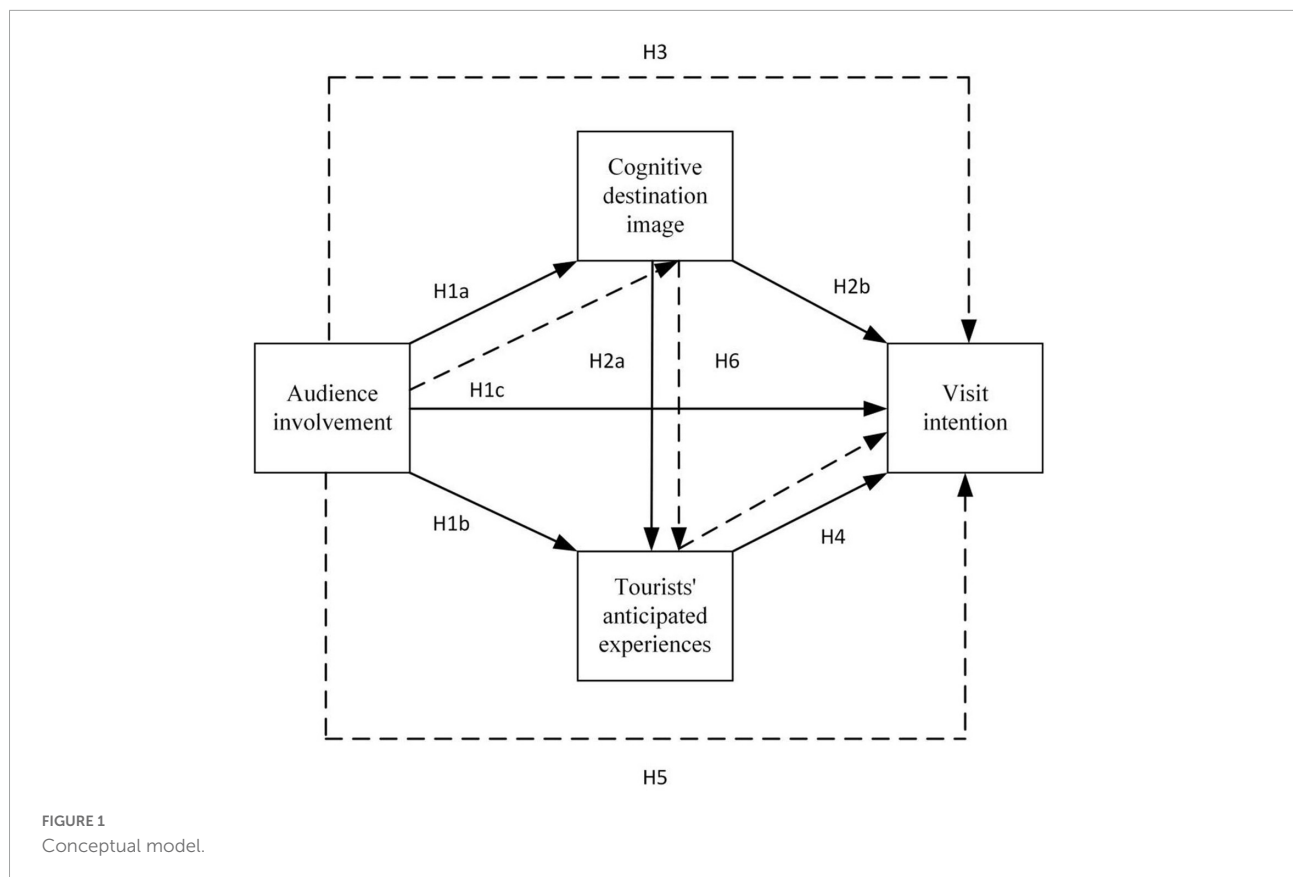 H3
Cognitive
destination
image
H1a
H2b
H2a
H6
Audience
involvement
H1c
Visit
intention
H1b
H4
Tourists'
anticipated
experiences
H5
FIGURE 1
Conceptual model.